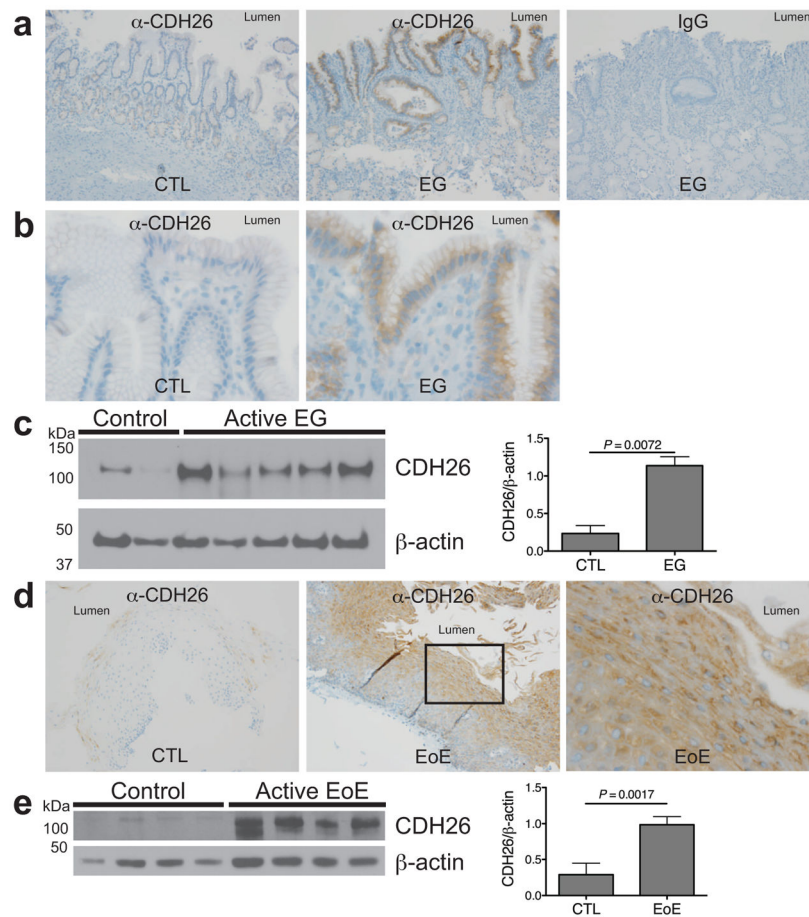 a
α-CDH26
Lumen
CTL
α-CDH26
Lumen
EG
IgG
Lumen
EG
b
α-CDH26
Lumen
CTL
α-CDH26
Lumen
EG
c
Control
Active EG
kDa
150
100
CDH26
50
37
β-actin
CDH26/β-actin
1.5
1.0
0.5
0.0
P = 0.0072
CTL
EG
d
α-CDH26
Lumen
CTL
α-CDH26
Lumen
EoE
α-CDH26
Lumen
EoE
e
Control
Active EoE
kDa
100
CDH26
50
β-actin
CDH26/β-actin
1.5
1.0
0.5
0.0
P = 0.0017
CTL
EoE